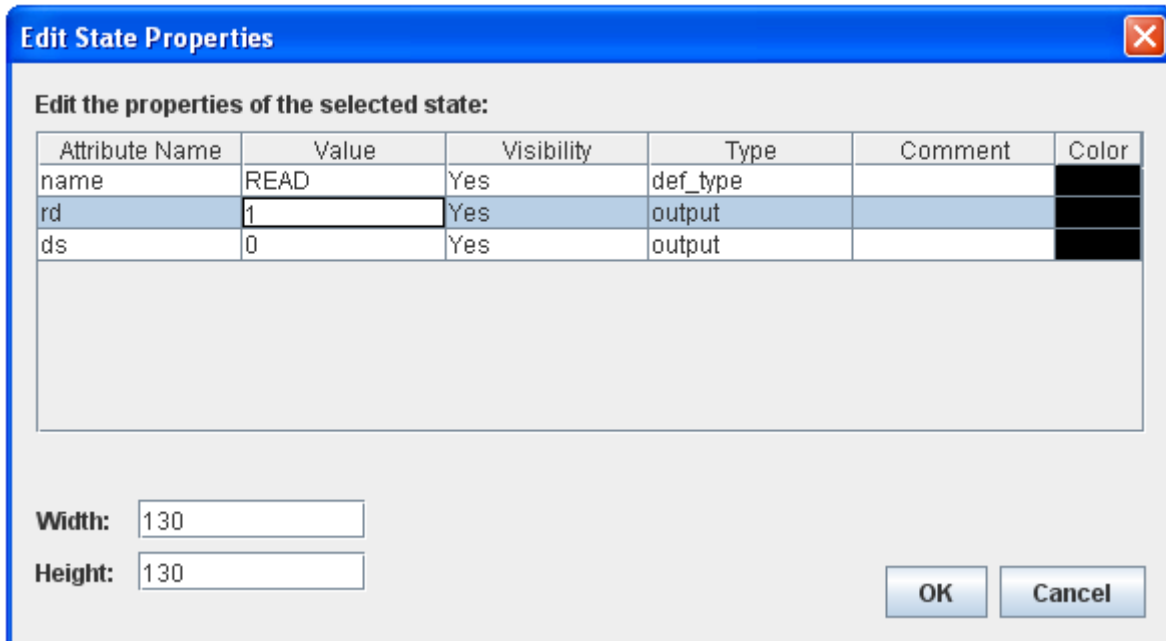 Edit State Properties
Edit the properties of the selected state:
Attribute Name Value Visibility Type Comment Color
name READ Yes def_type
rd 1 Yes output
ds 0 Yes output
Width: 130
Height: 130
OK Cancel